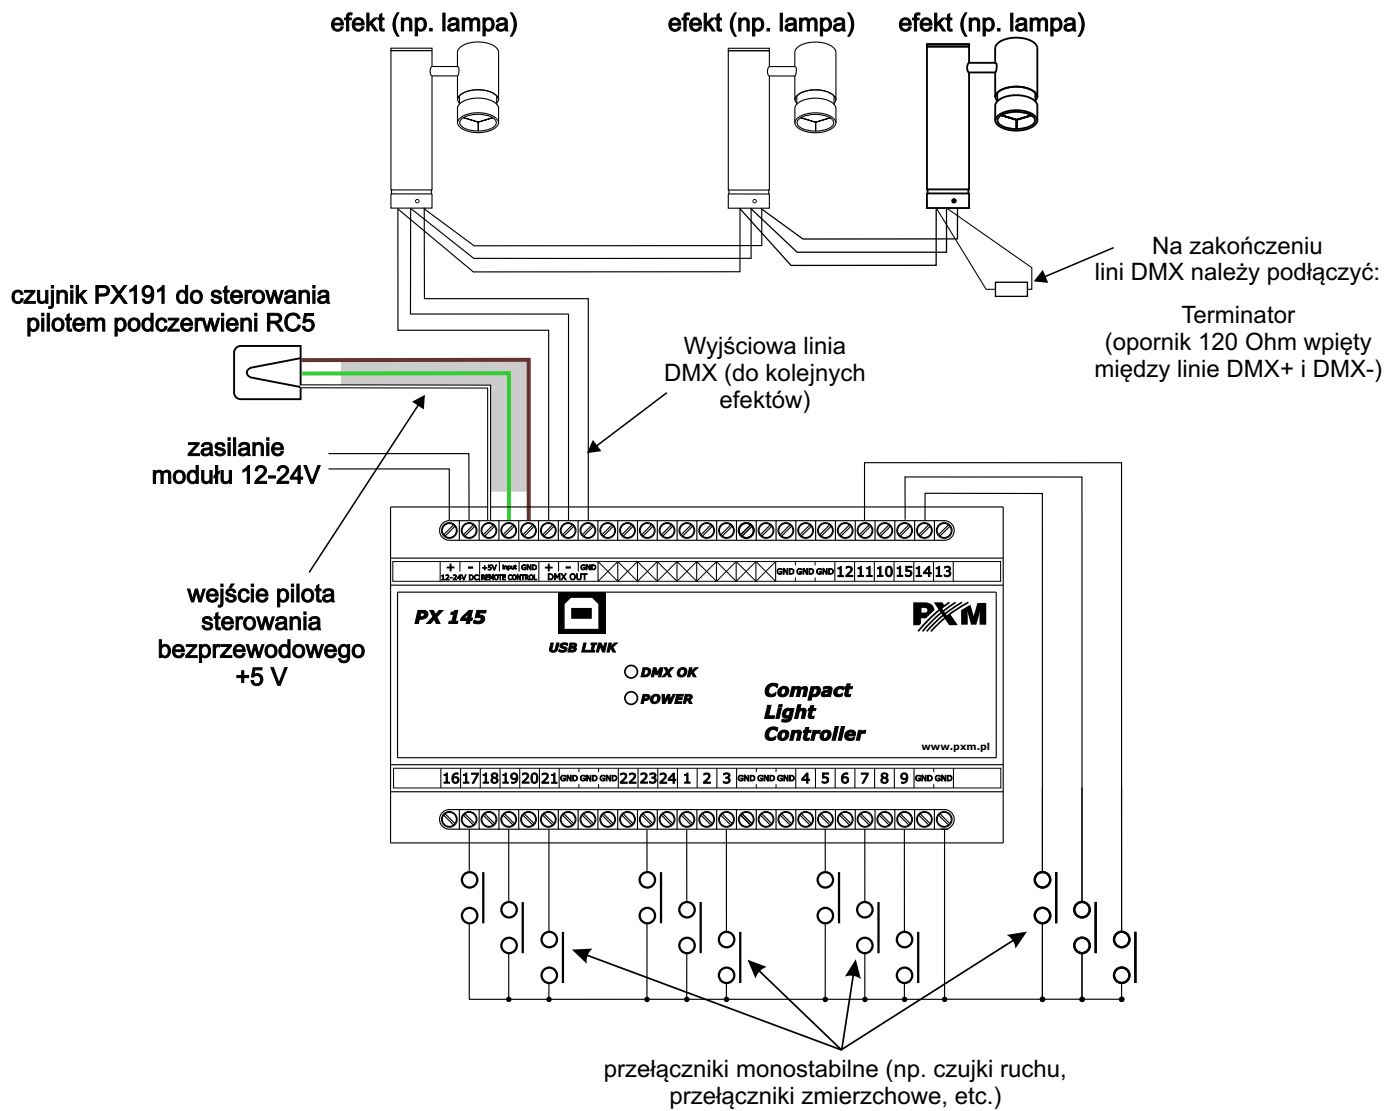 efekt (np. lampa)
efekt (np. lampa)
efekt (np. lampa)
Na zakończeniu
lini DMX należy podłączyć:
Terminator
(opornik 120 Ohm wpięty
między linie DMX+ i DMX-)
czujnik PX191 do sterowania
pilotem podczerwieni RC5
Wyjściowa linia
DMX (do kolejnych
efektów)
zasilanie
modułu 12-24V
wejście pilota
sterowania
bezprzewodowego
+5 V
+ - +5V Input GND + - GND GND GND GND 12 11 10 15 14 13
12-24V DC REMOTE CONTROL DMX OUT
PX 145
PXM
USB LINK
DMX OK
POWER
Compact
Light
Controller
www.pxm.pl
16 17 18 19 20 21 GND GND GND 22 23 24 1 2 3 GND GND GND 4 5 6 7 8 9 GND GND
przełączniki monostabilne (np. czujki ruchu,
przełączniki zmierzchowe, etc.)